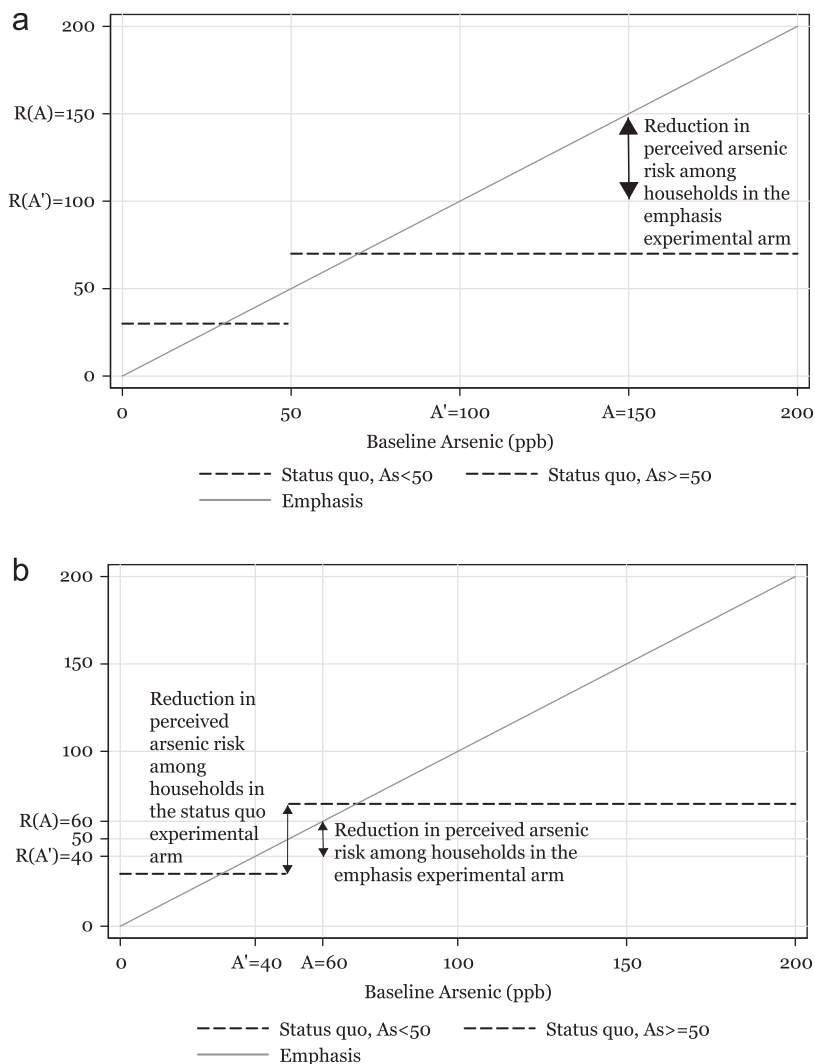 a
200
R(A)=150
R(A')=100
50
0
Reduction in
perceived arsenic
risk among
households in the
emphasis
experimental arm
0 50 A'=100 A=150 200
Baseline Arsenic (ppb)
Status quo, As<50 Status quo, As>=50
Emphasis
b
200
150
100
R(A)=60
50
R(A')=40
0
Reduction in
perceived
arsenic risk
among
households in
the status quo
experimental
arm
Reduction in perceived arsenic
risk among households in the
emphasis experimental arm
0 A'=40 A=60 100 150 200
Baseline Arsenic (ppb)
Status quo, As<50 Status quo, As>=50
Emphasis